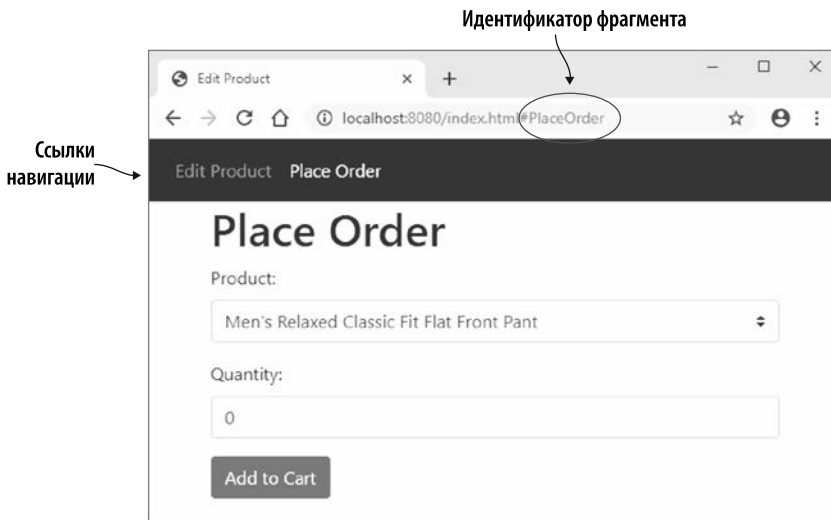 Идентификатор фрагмента
Edit Product
localhost:8080/index.html#PlaceOrder
Ссылки
навигации
Edit Product Place Order
Place Order
Product:
Men's Relaxed Classic Fit Flat Front Pant
Quantity:
0
Add to Cart